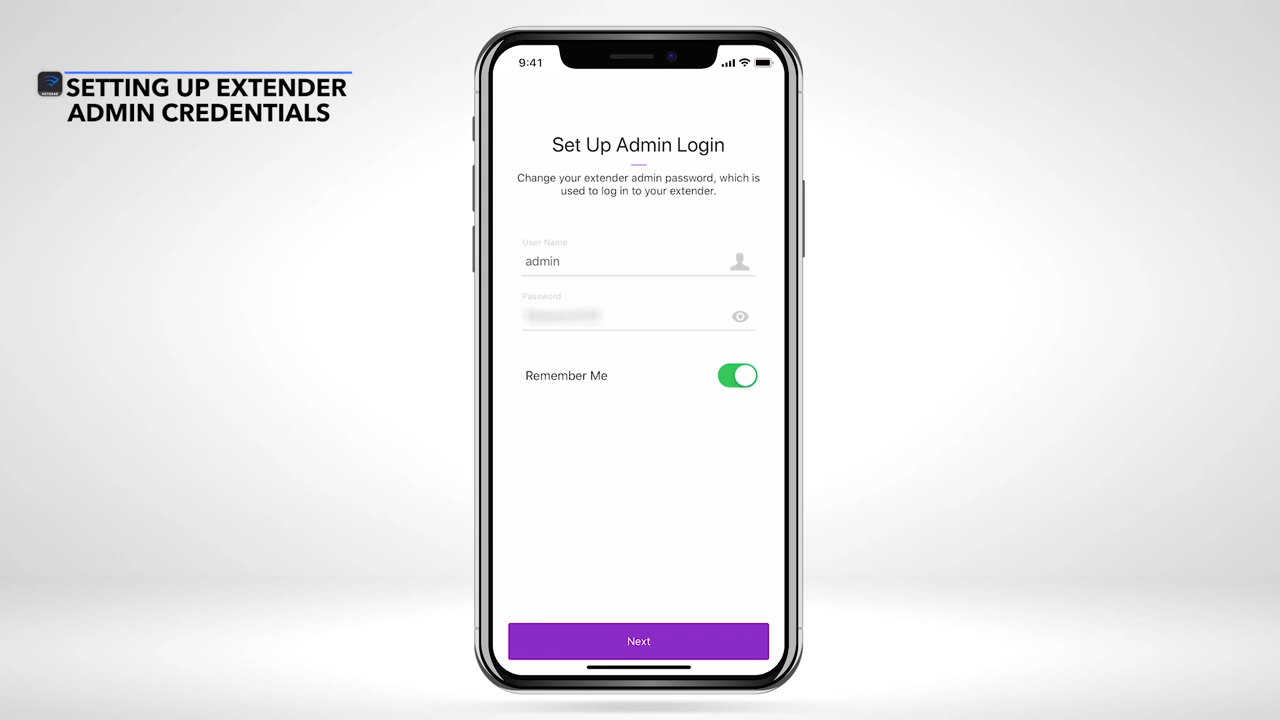 SETTING UP EXTENDER
ADMIN CREDENTIALS
9:41
Set Up Admin Login
Change your extender admin password, which is
used to log in to your extender.
User Name
admin
Password
Remember Me
Next